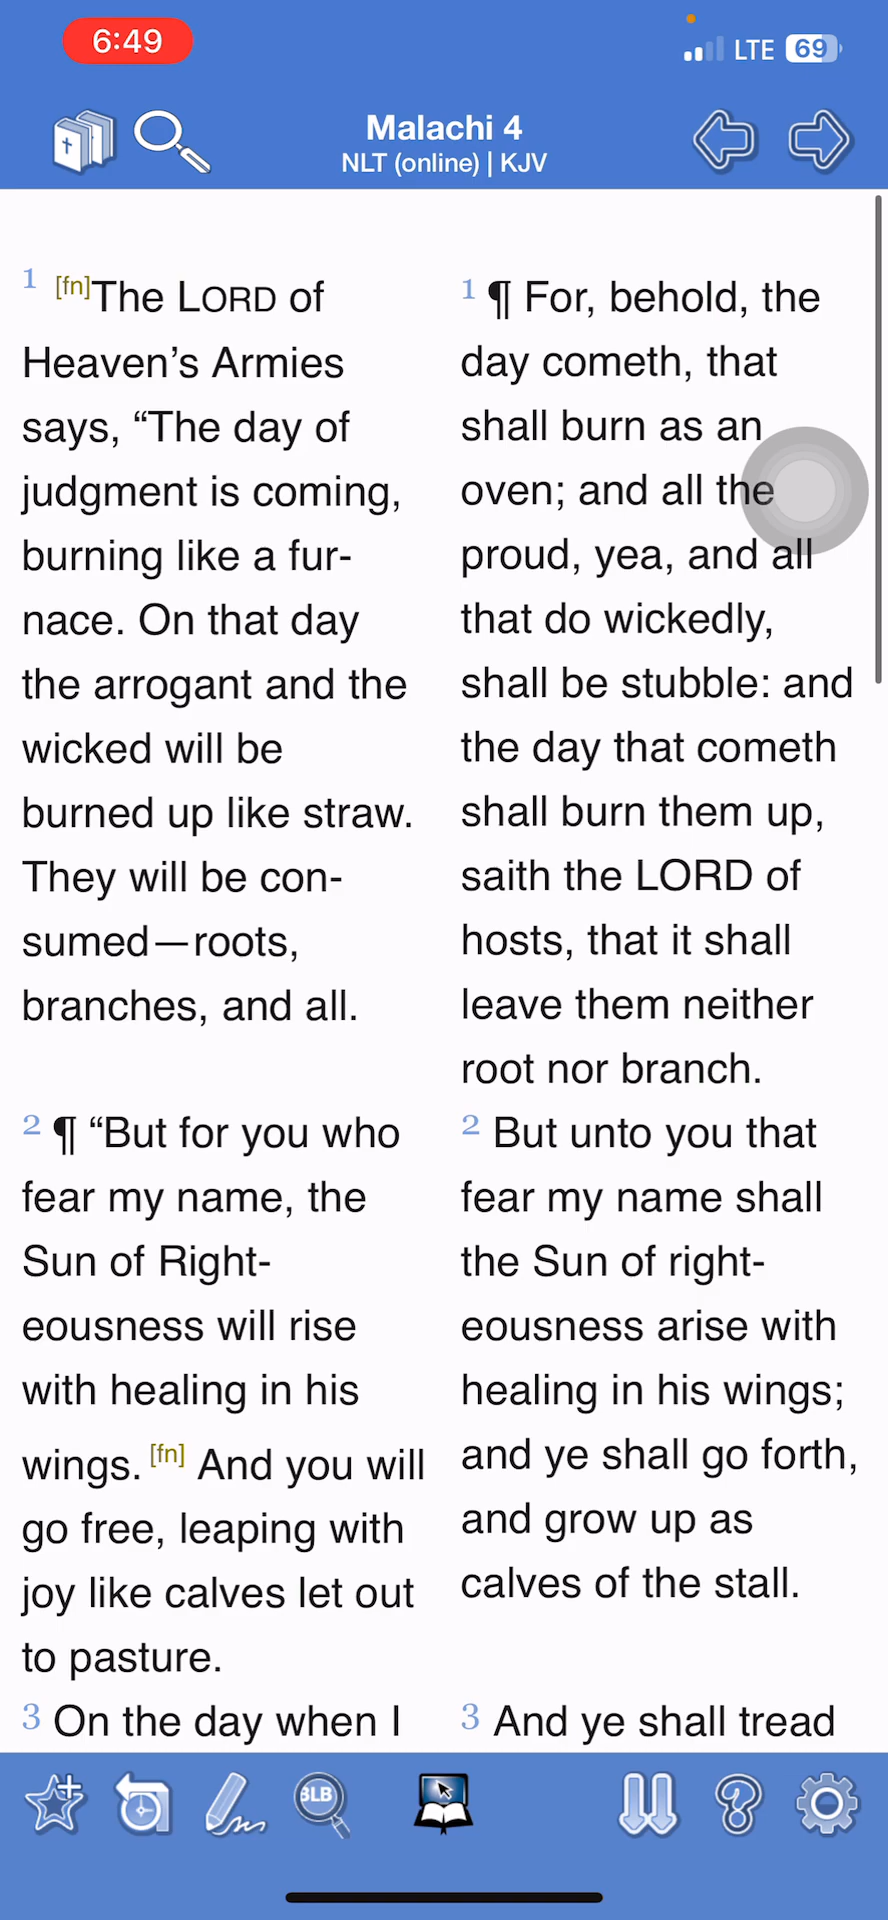 6:49
LTE 69
Malachi 4
NLT (online) | KJV
1 [fn]The LORD of
Heaven’s Armies
says, “The day of
judgment is coming,
burning like a fur-
nace. On that day
the arrogant and the
wicked will be
burned up like straw.
They will be con-
sumed—roots,
branches, and all.
2 ¶ “But for you who
fear my name, the
Sun of Right-
eousness will rise
with healing in his
wings. [fn] And you will
go free, leaping with
joy like calves let out
to pasture.
3 On the day when I
1 ¶ For, behold, the
day cometh, that
shall burn as an
oven; and all the
proud, yea, and all
that do wickedly,
shall be stubble: and
the day that cometh
shall burn them up,
saith the LORD of
hosts, that it shall
leave them neither
root nor branch.
2 But unto you that
fear my name shall
the Sun of right-
eousness arise with
healing in his wings;
and ye shall go forth,
and grow up as
calves of the stall.
3 And ye shall tread
BLB